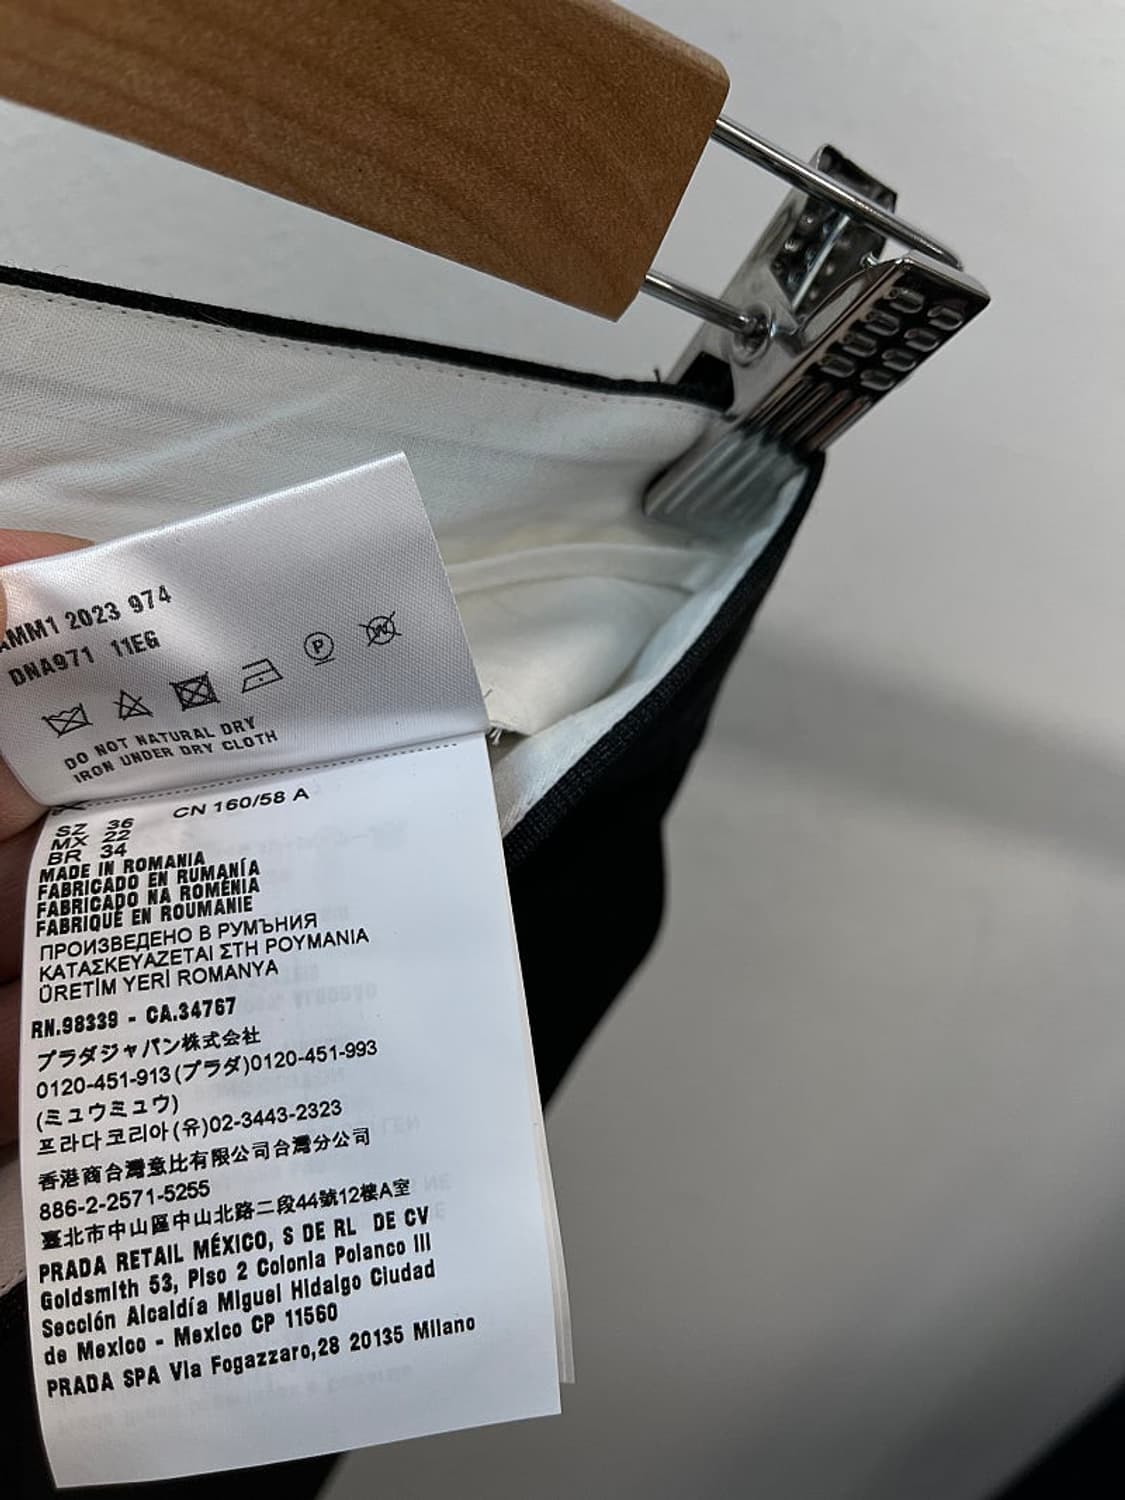 MM1 2023 974
DNA971 11EG
P
W
DO NOT NATURAL DRY
IRON UNDER DRY CLOTH
CN 160/58 A
SZ 36
MX 22
BR 34
MADE IN ROMANIA
FABRICADO EN RUMANÍA
FABRICADO NA ROMÉNIA
FABRIQUÉ EN ROUMANIE
ПРОИЗВЕДЕНО В РУМЪНИЯ
ΚΑΤΑΣΚΕΥΑΖΕΤΑΙ ΣΤΗ ΡΟΥΜΑΝΙΑ
ÜRETİM YERİ ROMANYA
RN.98339 - CA.34767
プラダジャパン株式会社
0120-451-913(プラダ)0120-451-993
(ミュウミュウ)
프라다코리아(유)02-3443-2323
香港商台灣意比有限公司台灣分公司
886-2-2571-5255
臺北市中山區中山北路二段44號12樓A室
PRADA RETAIL MÉXICO, S DE RL DE CV
Goldsmith 53, Piso 2 Colonia Polanco III
Sección Alcaldía Miguel Hidalgo Ciudad
de Mexico - Mexico CP 11560
PRADA SPA Via Fogazzaro,28 20135 Milano